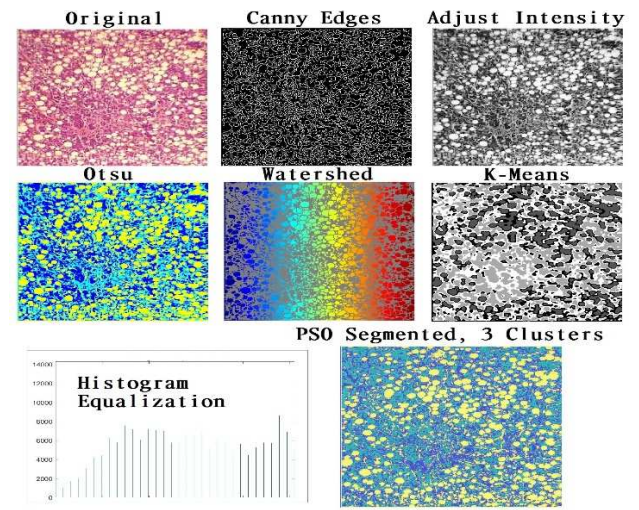 Original
Canny Edges
Adjust Intensity
Otsu
Watershed
K-Means
PSO Segmented, 3 Clusters
14000
12000
10000
8000
6000
4000
2000
0
Histogram
Equalization